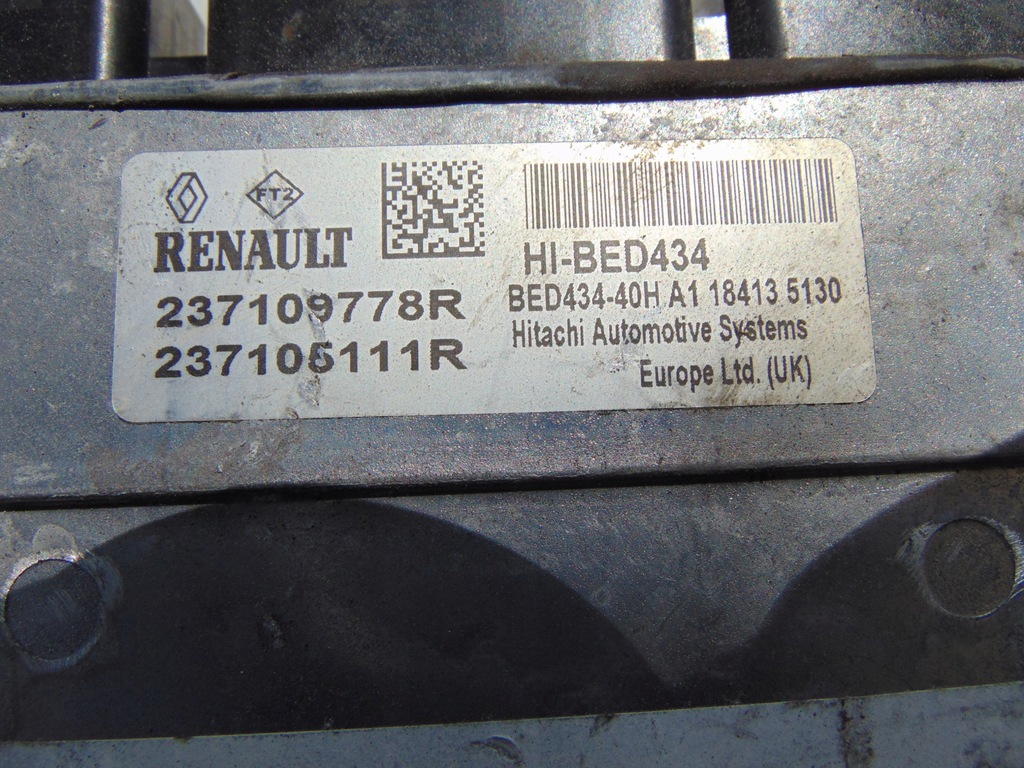 FT2
RENAULT
237109778R
237105111R
HI-BED434
BED434-40H A1 18413 5130
Hitachi Automotive Systems
Europe Ltd. (UK)